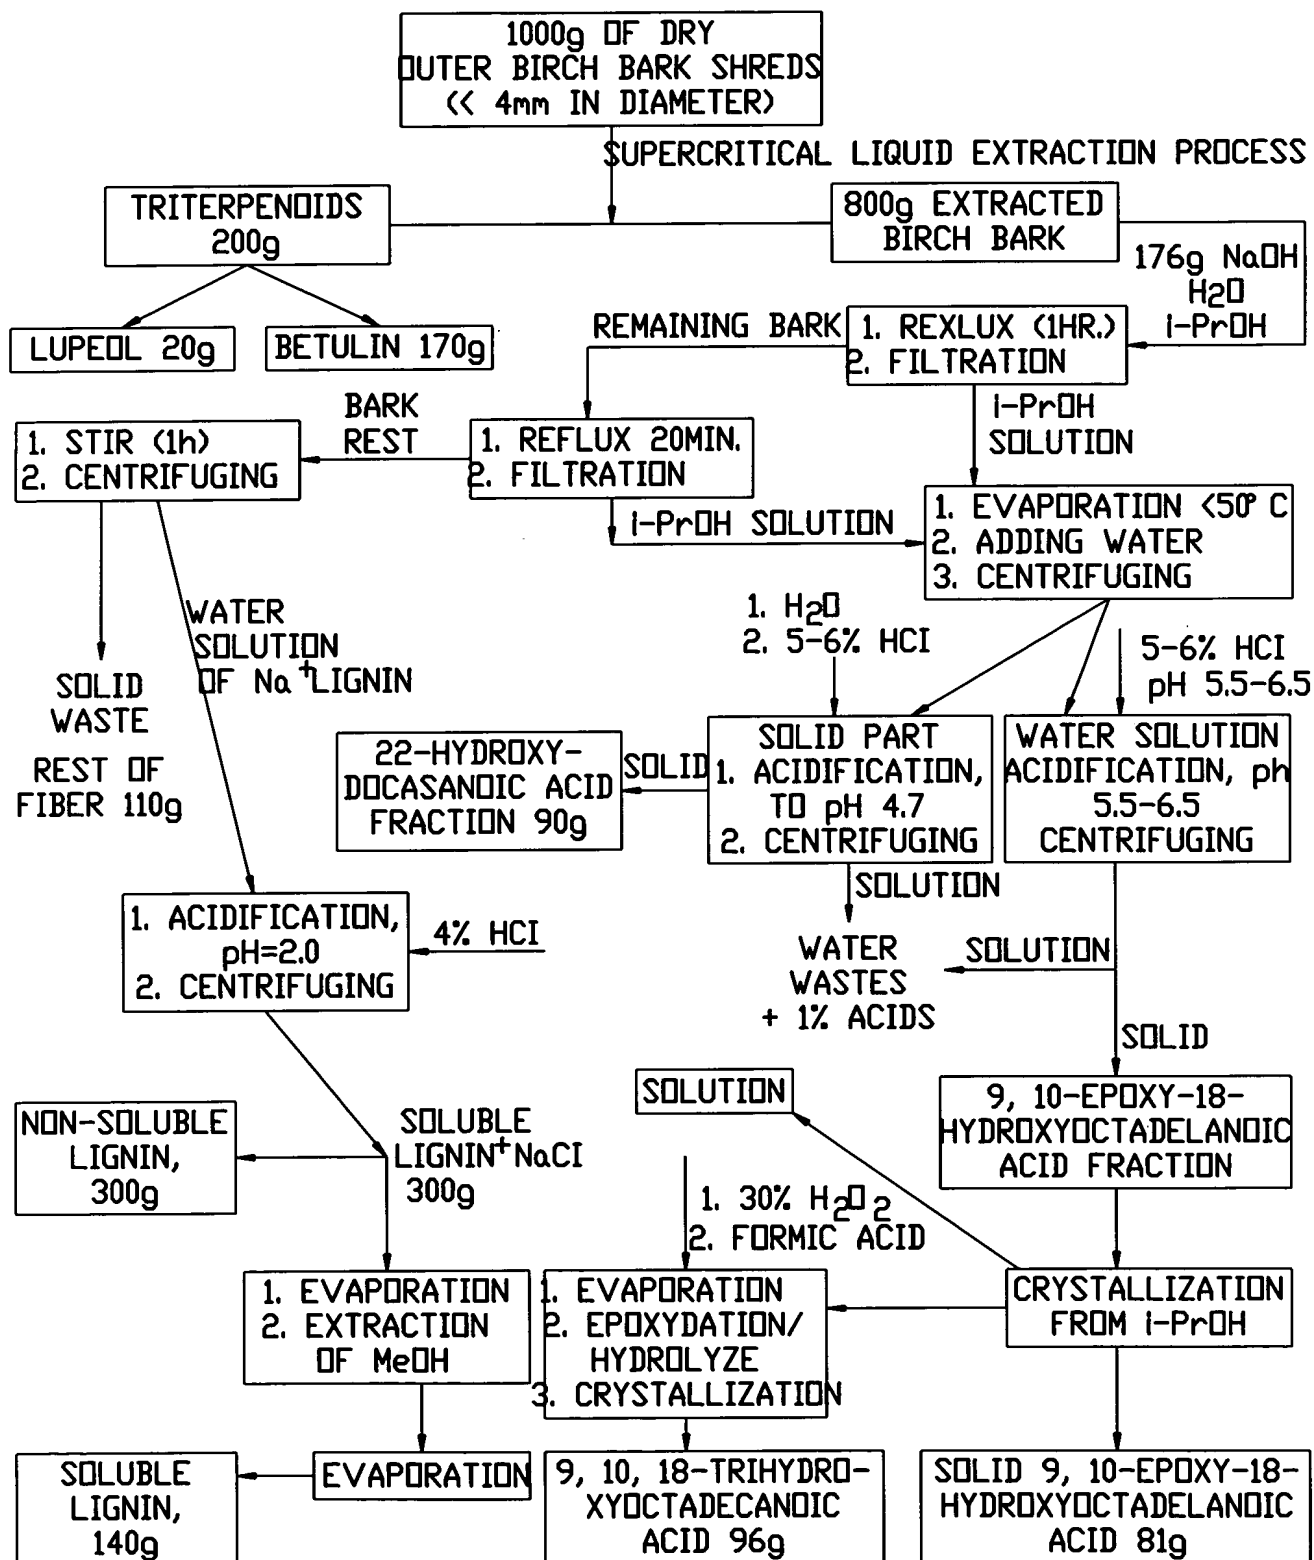 1000g OF DRY
OUTER BIRCH BARK SHREDS
(<< 4mm IN DIAMETER)
SUPERCRITICAL LIQUID EXTRACTION PROCESS
TRITERPENOIDS
200g
800g EXTRACTED
BIRCH BARK
176g NaOH
H2O
i-PrOH
LUPEOL 20g
BETULIN 170g
REMAINING BARK
1. REXLUX (1HR.)
2. FILTRATION
BARK
REST
i-PrOH
SOLUTION
1. STIR (1h)
2. CENTRIFUGING
1. REFLUX 20MIN.
2. FILTRATION
i-PrOH SOLUTION
1. EVAPORATION <50° C
2. ADDING WATER
3. CENTRIFUGING
WATER
SOLUTION
OF Na+LIGNIN
1. H2O
2. 5-6% HCl
5-6% HCl
pH 5.5-6.5
SOLID
WASTE
REST OF
FIBER 110g
22-HYDROXY-
DOCASANOIC ACID
FRACTION 90g
SOLID
SOLID PART
1. ACIDIFICATION,
TO pH 4.7
2. CENTRIFUGING
WATER SOLUTION
ACIDIFICATION, ph
5.5-6.5
CENTRIFUGING
SOLUTION
1. ACIDIFICATION,
pH=2.0
2. CENTRIFUGING
4% HCl
WATER
WASTES
+ 1% ACIDS
SOLUTION
SOLID
SOLUTION
9, 10-EPOXY-18-
HYDROXYOCTADELANOIC
ACID FRACTION
NON-SOLUBLE
LIGNIN,
300g
SOLUBLE
LIGNIN+NaCl
300g
1. 30% H2O2
2. FORMIC ACID
1. EVAPORATION
2. EXTRACTION
OF MeOH
1. EVAPORATION
2. EPOXYDATION/
HYDROLYZE
3. CRYSTALLIZATION
CRYSTALLIZATION
FROM i-PrOH
SOLUBLE
LIGNIN,
140g
EVAPORATION
9, 10, 18-TRIHYDRO-
XYOCTADECANOIC
ACID 96g
SOLID 9, 10-EPOXY-18-
HYDROXYOCTADELANOIC
ACID 81g